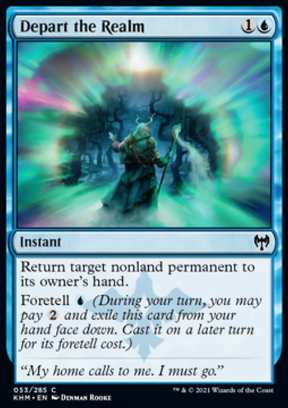 Depart the Realm 1
Instant
Return target nonland permanent to
its owner's hand.
Foretell (During your turn, you may
pay 2 and exile this card from your
hand face down. Cast it on a later turn
for its foretell cost.)
"My home calls to me. I must go."
053/285 C
KHM • EN DENMAN ROOKE
™ & © 2021 Wizards of the Coast